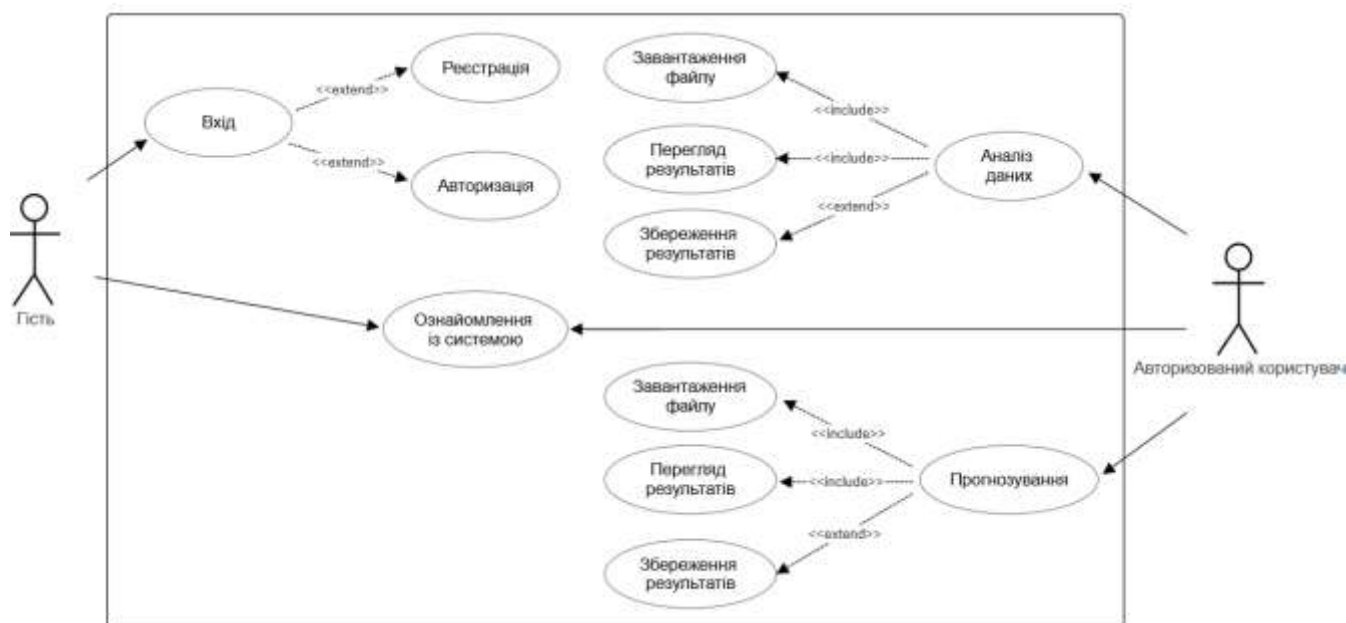 Реєстрація
<<extend>>
Вхід
<<extend>>
Авторизація
Завантаження
файлу
<<include>>
Перегляд
результатів
<<include>>
Аналіз
даних
<<extend>>
Збереження
результатів
Гість
Ознайомлення
із системою
Авторизований користувач
Завантаження
файлу
<<include>>
Перегляд
результатів
<<include>>
Прогнозування
<<extend>>
Збереження
результатів